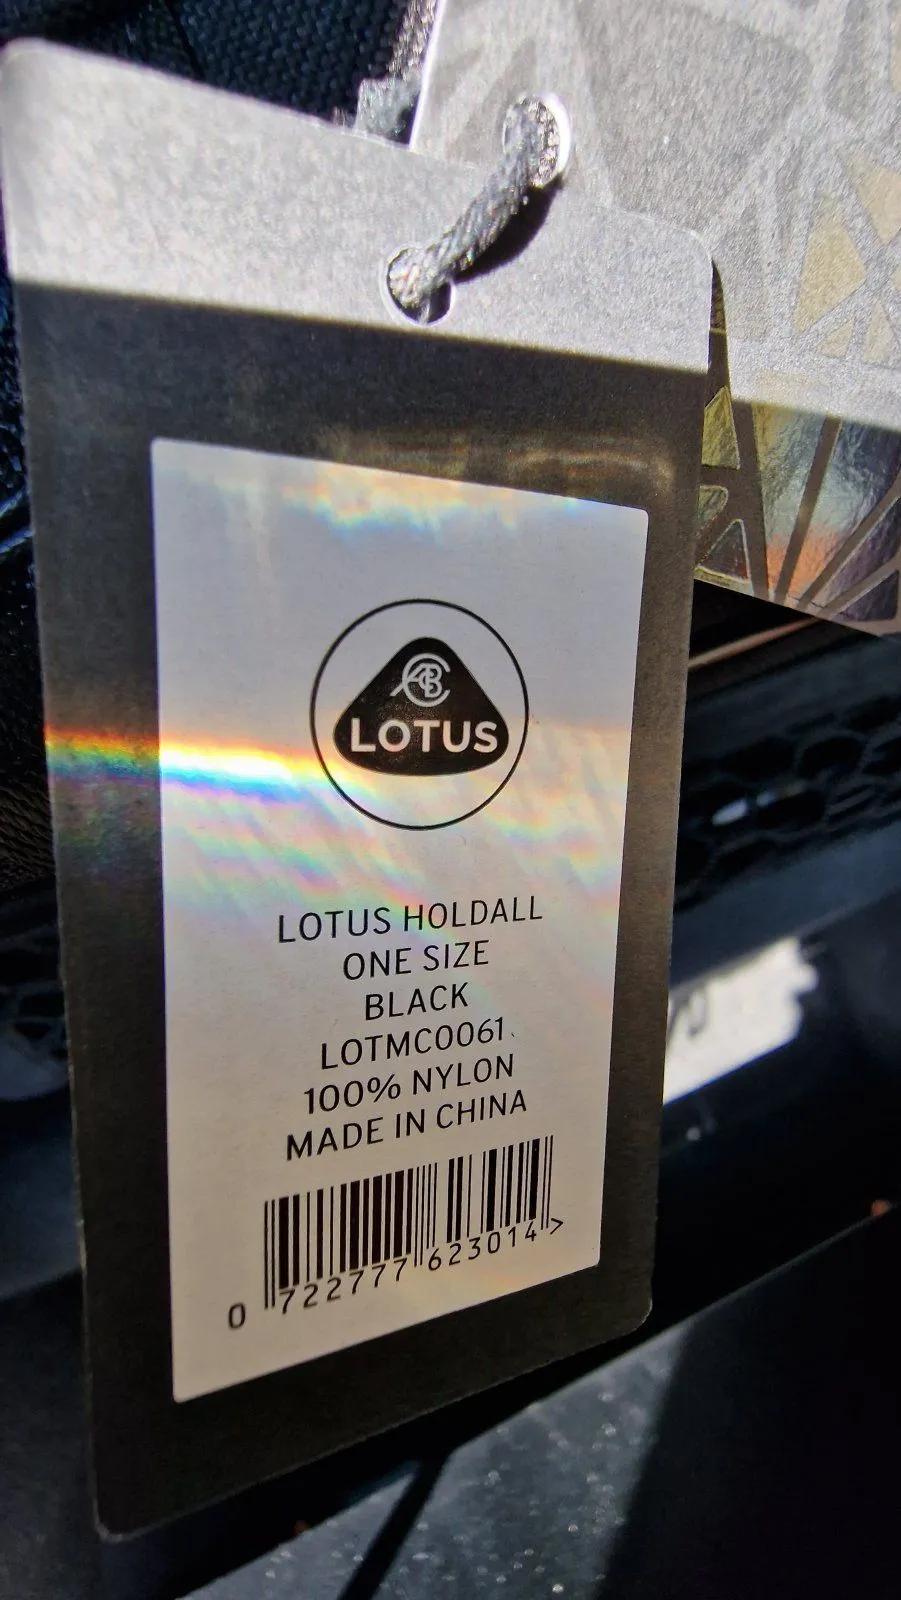 LOTUS
LOTUS HOLDALL
ONE SIZE
BLACK
LOTMC0061
100% NYLON
MADE IN CHINA
0 722777 623014 >